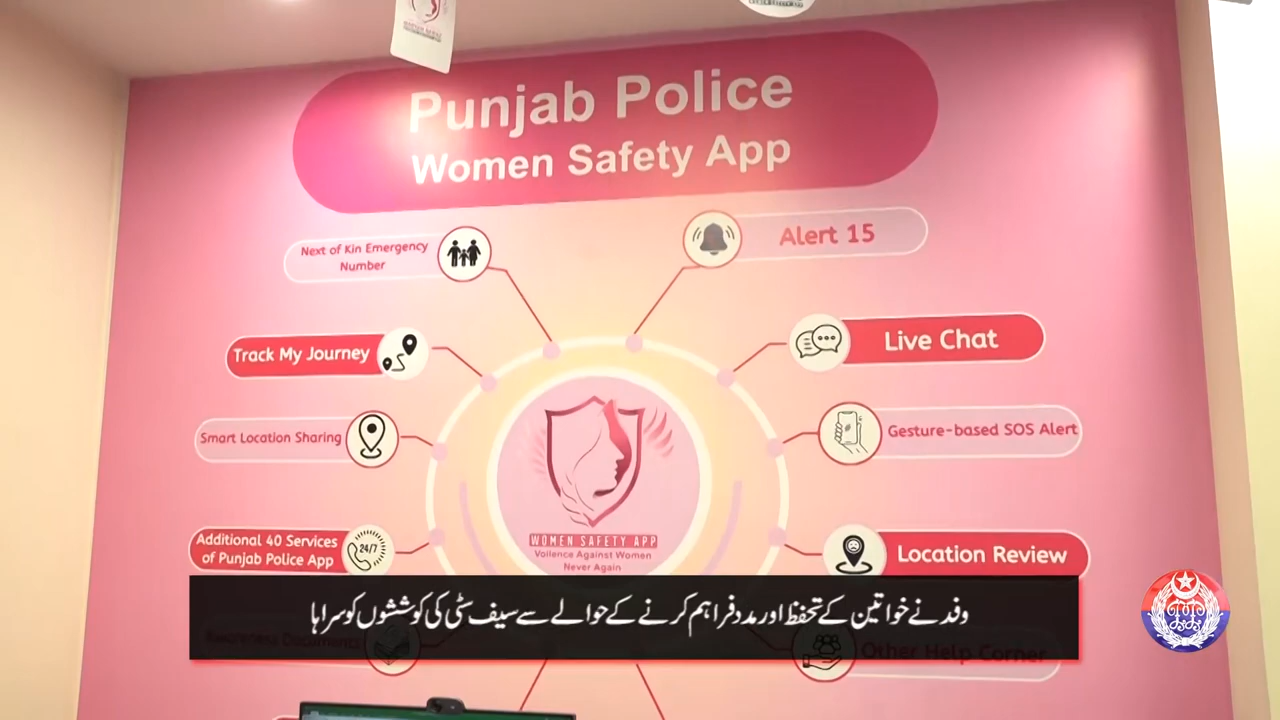 Punjab Police
Women Safety App
Next of Kin Emergency
Number
Alert 15
Track My Journey
Live Chat
Smart Location Sharing
Gesture-based SOS Alert
Additional 40 Services
of Punjab Police App
24/7
Location Review
WOMEN SAFETY APP
Voilence Against Women
Never Again
وفد نے خواتین کے تحفظ اور مدد فراہم کرنے کے حوالے سے سیف سٹی کی کوششوں کو سراہا
Awareness Documents
Other Help Corner